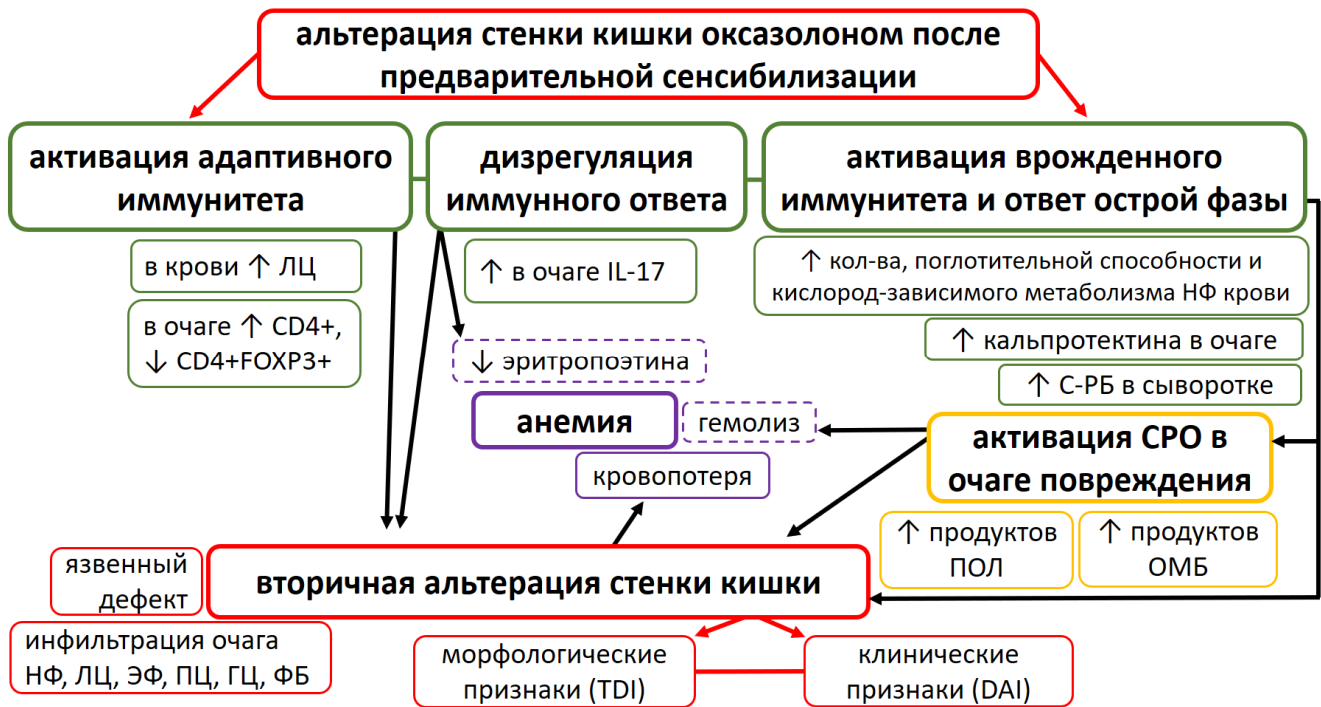 альтерация стенки кишки оксазолоном после
предварительной сенсибилизации
активация адаптивного
иммунитета
дизрегуляция
иммунного ответа
активация врожденного
иммунитета и ответ острой фазы
в крови ↑ ЛЦ
в очаге ↑ CD4+,
↓ CD4+FOXP3+
↑ в очаге IL-17
↑ кол-ва, поглотительной способности и
кислород-зависимого метаболизма НФ крови
↑ кальпротектина в очаге
↑ С-РБ в сыворотке
↓ эритропоэтина
анемия
гемолиз
кровопотеря
активация СРО в
очаге повреждения
↑ продуктов
ПОЛ
↑ продуктов
ОМБ
язвенный
дефект
вторичная альтерация стенки кишки
инфильтрация очага
НФ, ЛЦ, ЭФ, ПЦ, ГЦ, ФБ
морфологические
признаки (TDI)
клинические
признаки (DAI)